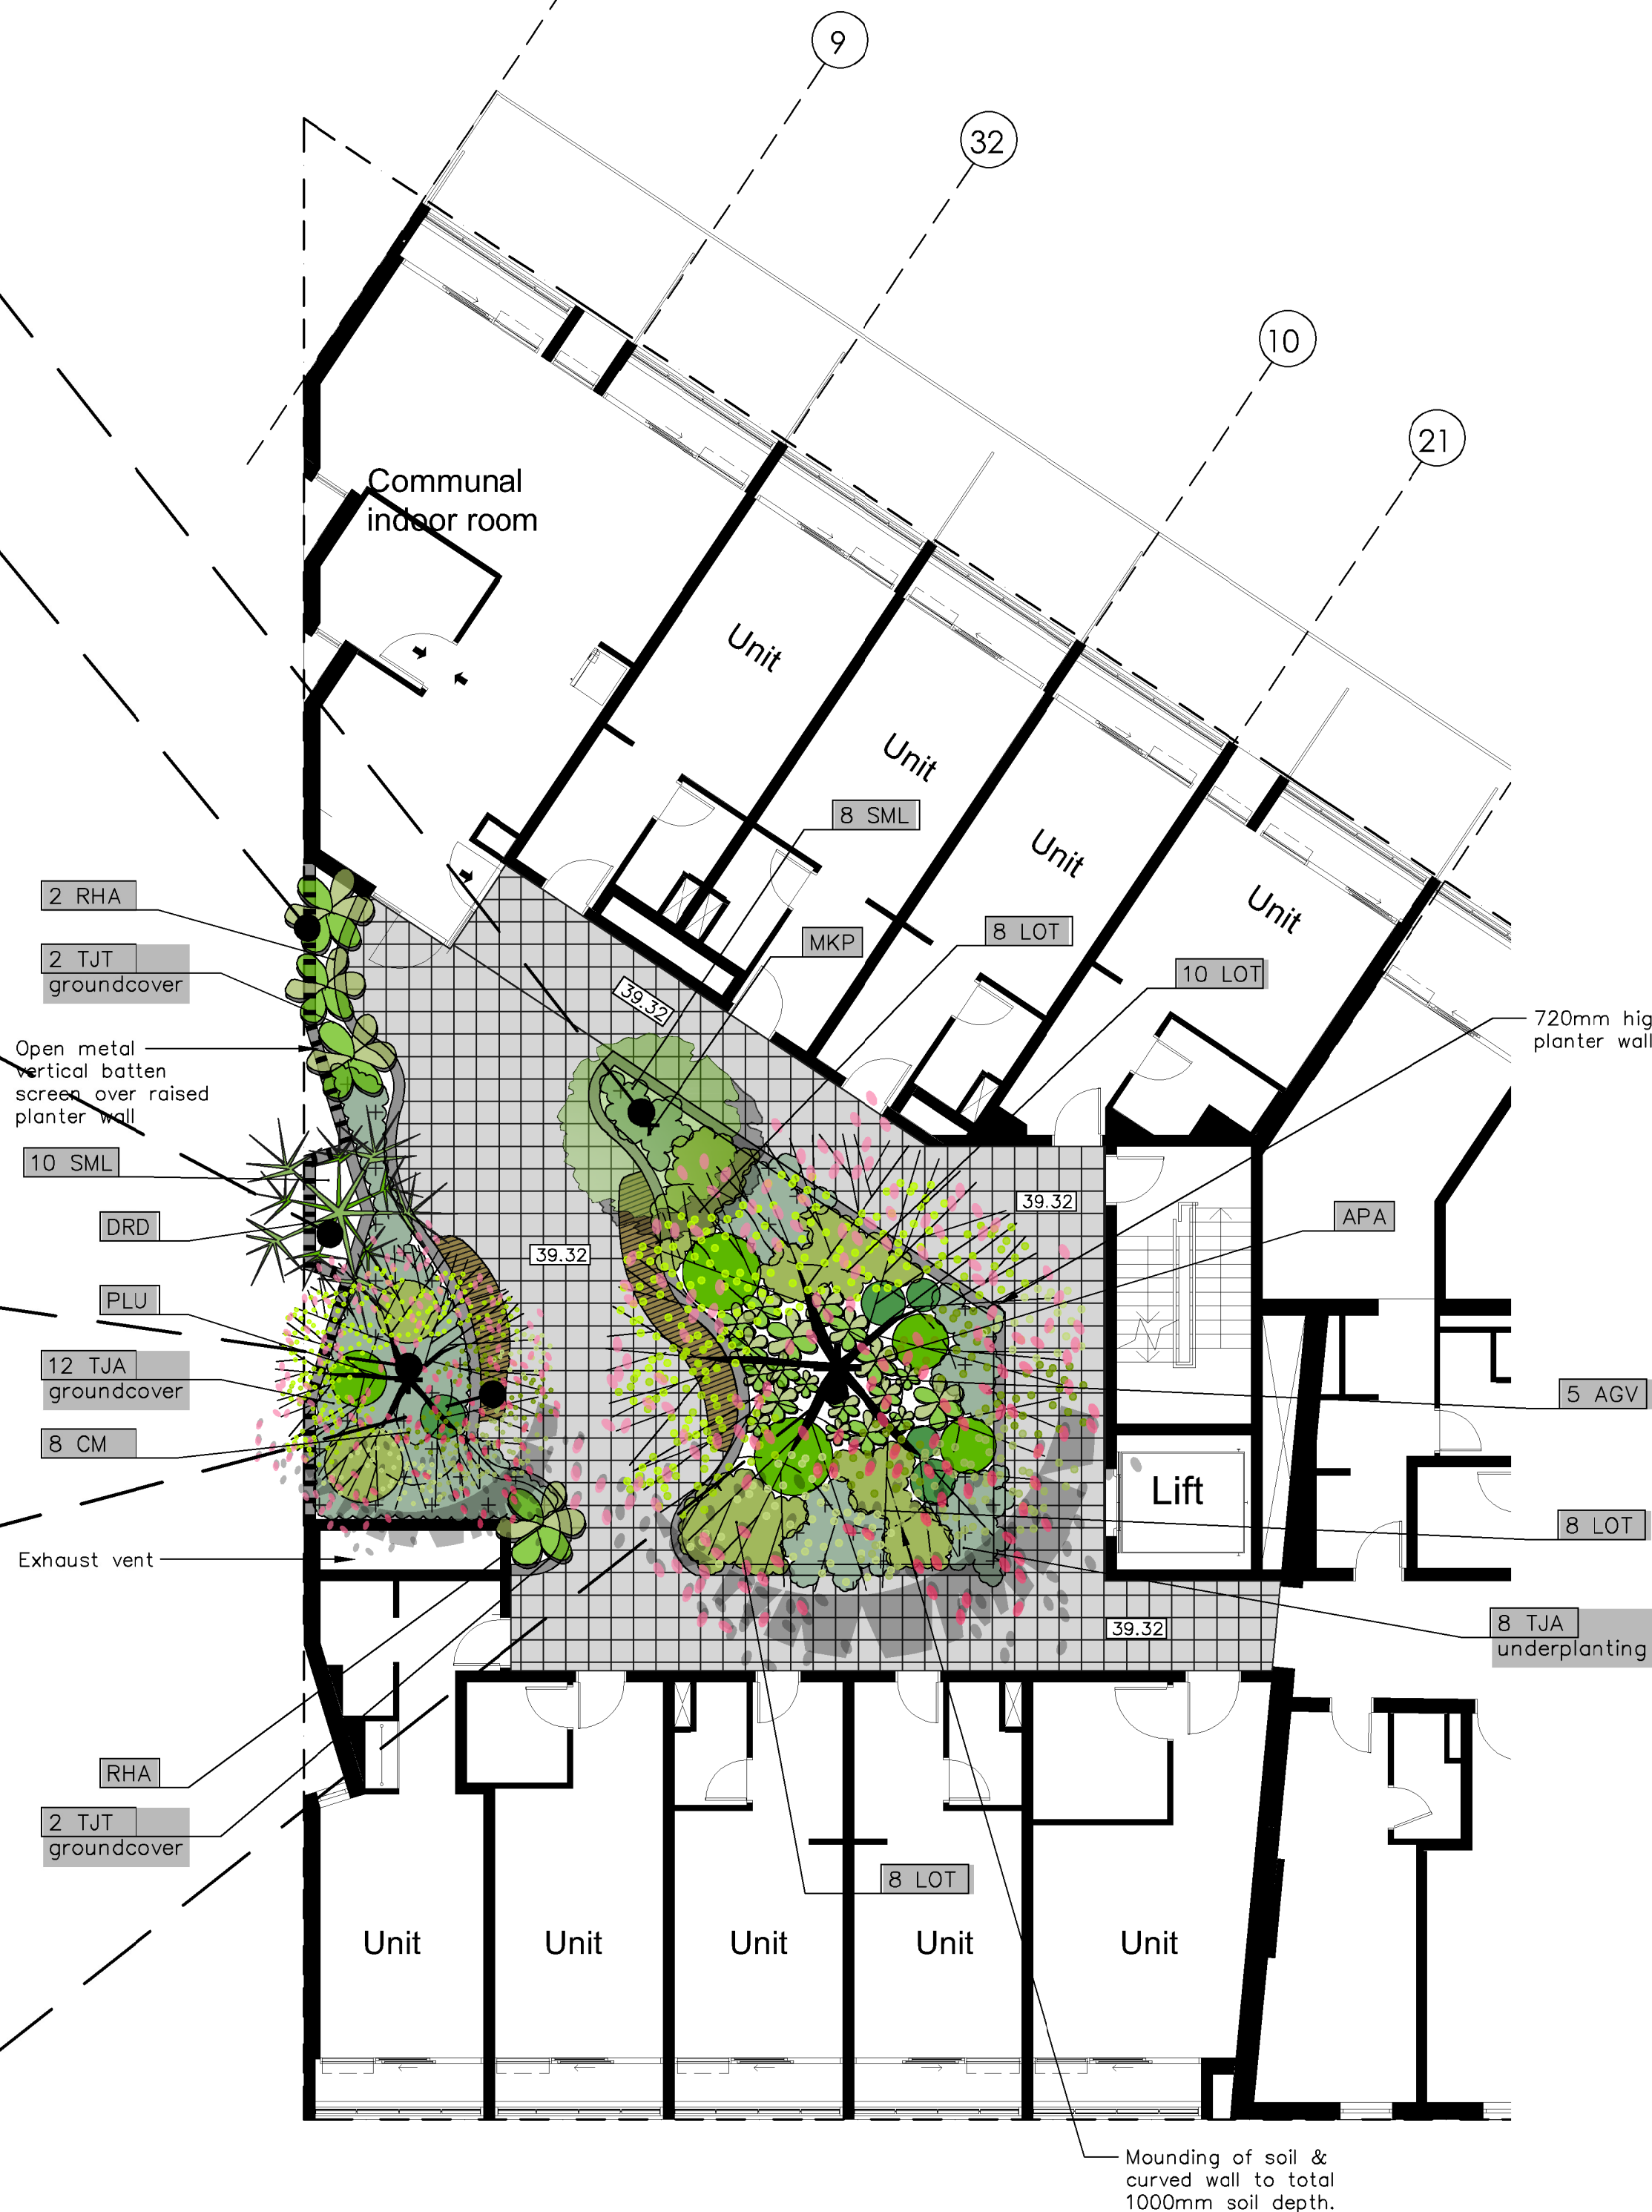 9
32
10
21
Communal
indoor room
Unit
Unit
8 SML
Unit
2 RHA
Unit
8 LOT
MKP
2 TJT
groundcover
10 LOT
39.32
720mm hig
planter wall
Open metal
vertical batten
screen over raised
planter wall
10 SML
39.32
APA
DRD
39.32
PLU
12 TJA
groundcover
5 AGV
8 CM
Lift
8 LOT
Exhaust vent
39.32
8 TJA
underplanting
RHA
2 TJT
groundcover
8 LOT
Unit
Unit
Unit
Unit
Unit
Mounding of soil &
curved wall to total
1000mm soil depth.